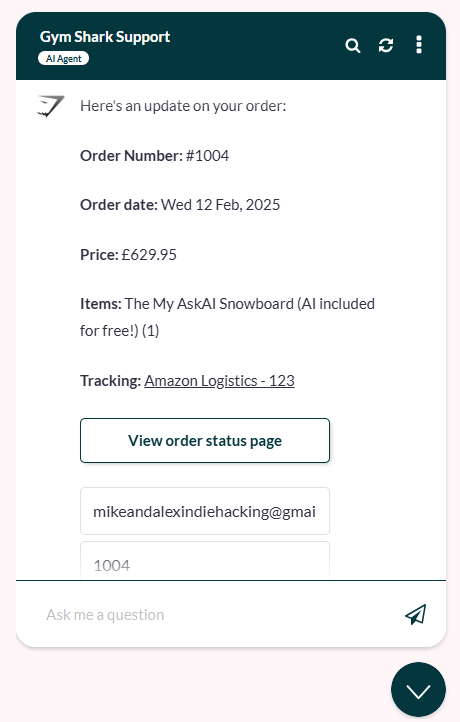 Gym Shark Support
AI Agent
Here's an update on your order:
Order Number: #1004
Order date: Wed 12 Feb, 2025
Price: £629.95
Items: The My AskAI Snowboard (AI included
for free!) (1)
Tracking: Amazon Logistics - 123
View order status page
mikeandalexindiehacking@gmai
1004
Ask me a question